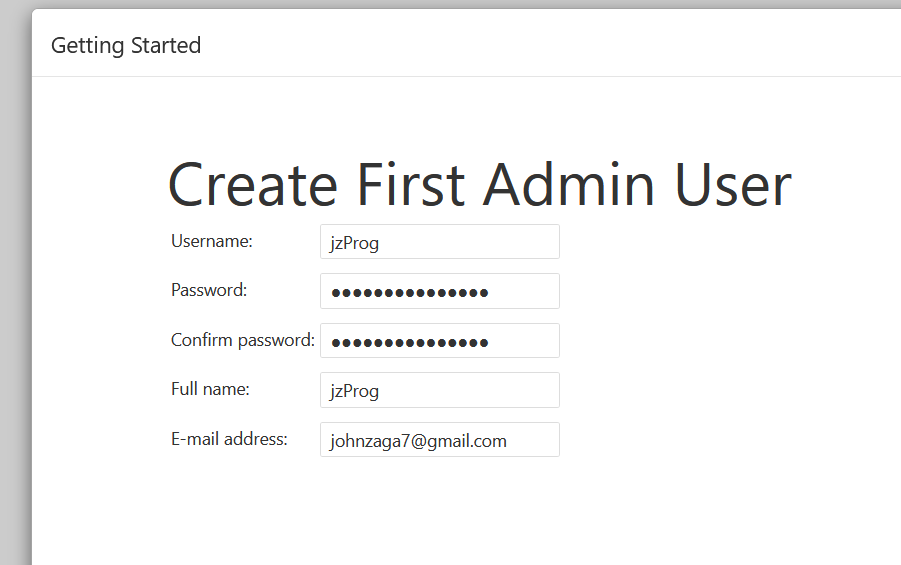 Getting Started
Create First Admin User
Username: jzProg
Password: ●●●●●●●●●●●●●●●
Confirm password: ●●●●●●●●●●●●●●●
Full name: jzProg
E-mail address: johnzaga7@gmail.com